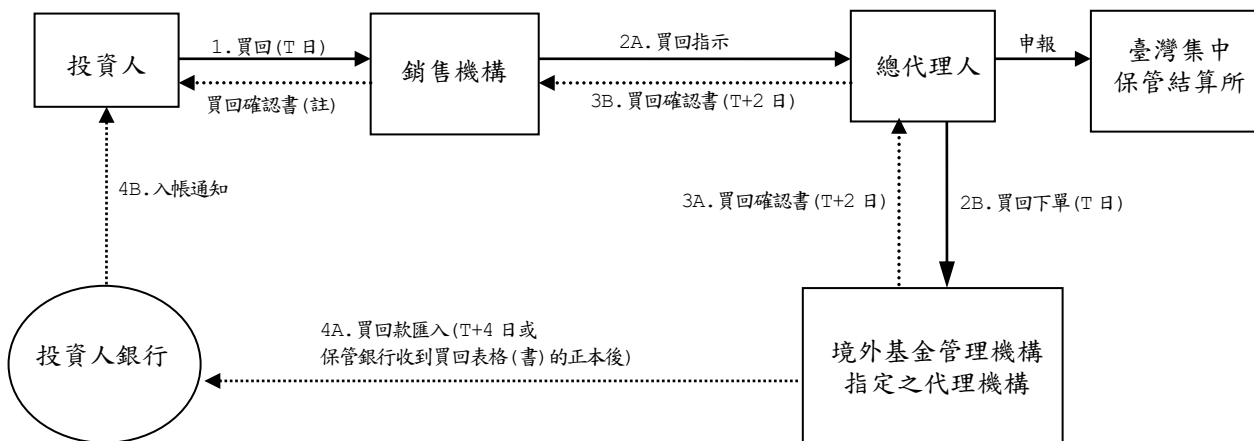 1.買回(T 日)
2A.買回指示
申報
投資人
銷售機構
總代理人
臺灣集中
保管結算所
買回確認書(註)
3B.買回確認書(T+2 日)
4B.入帳通知
3A.買回確認書(T+2 日)
2B.買回下單(T 日)
4A.買回款匯入(T+4 日或
保管銀行收到買回表格(書)的正本後)
投資人銀行
境外基金管理機構
指定之代理機構